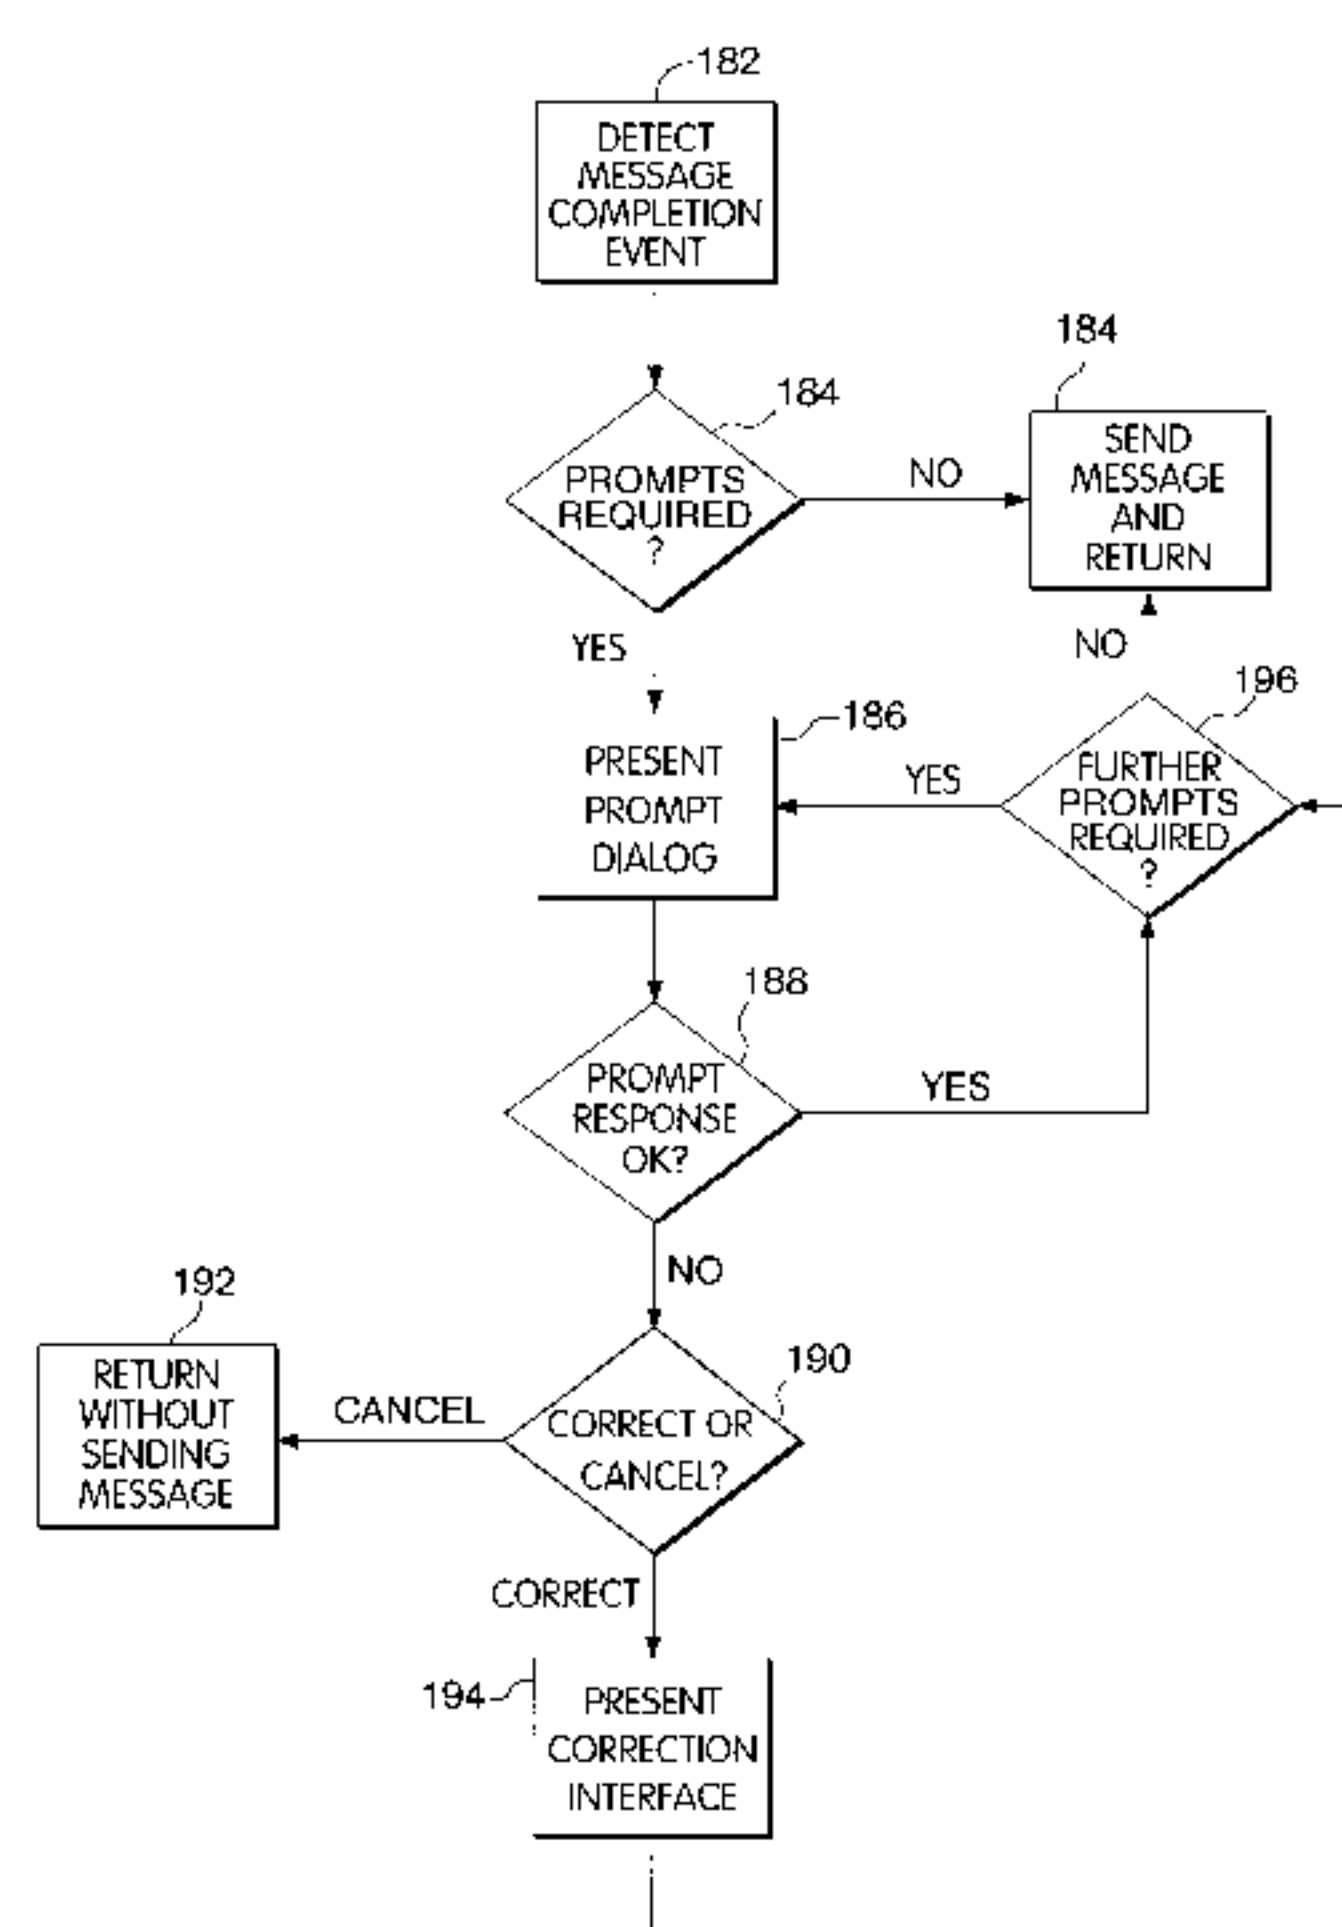 182
DETECT
MESSAGE
COMPLETION
EVENT
184
PROMPTS
REQUIRED
?
NO
184
SEND
MESSAGE
AND
RETURN
YES
NO
186
PRESENT
PROMPT
DIALOG
YES
196
FURTHER
PROMPTS
REQUIRED
?
188
PROMPT
RESPONSE
OK?
YES
NO
192
RETURN
WITHOUT
SENDING
MESSAGE
CANCEL
190
CORRECT OR
CANCEL?
CORRECT
194
PRESENT
CORRECTION
INTERFACE